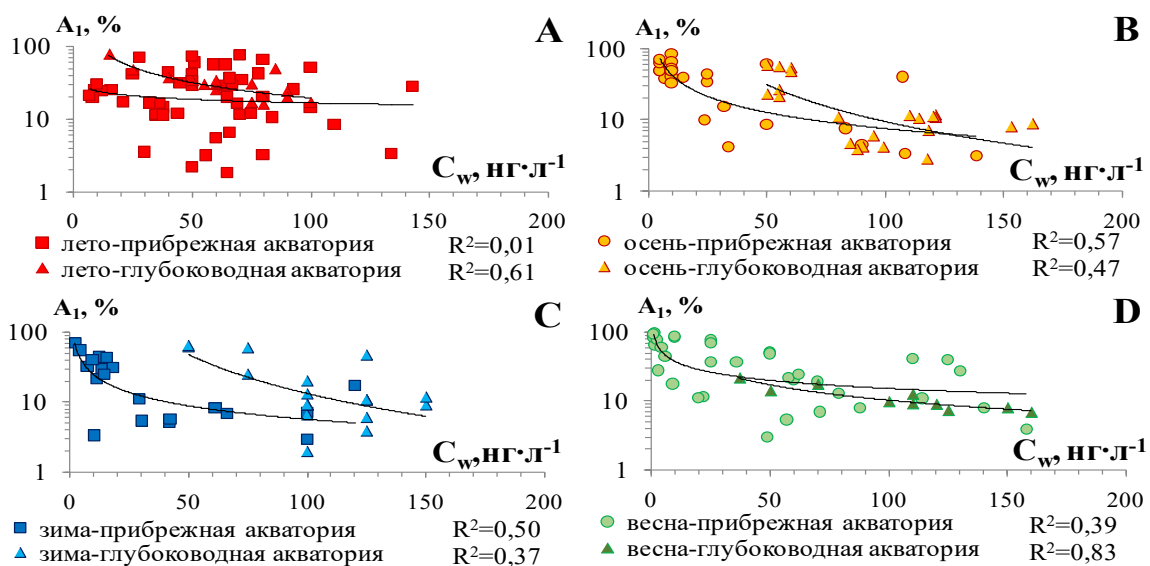 A₁, %
A
100
10
1
0
50
100
150
200
C_w, нг·л⁻¹
лето-прибрежная акватория R²=0,01
лето-глубоководная акватория R²=0,61
A₁, %
B
100
10
1
0
50
100
150
200
C_w, нг·л⁻¹
осень-прибрежная акватория R²=0,57
осень-глубоководная акватория R²=0,47
A₁, %
C
100
10
1
0
50
100
150
200
C_w,нг·л⁻¹
зима-прибрежная акватория R²=0,50
зима-глубоководная акватория R²=0,37
A₁, %
D
100
10
1
0
50
100
150
200
C_w, нг·л⁻¹
весна-прибрежная акватория R²=0,39
весна-глубоководная акватория R²=0,83